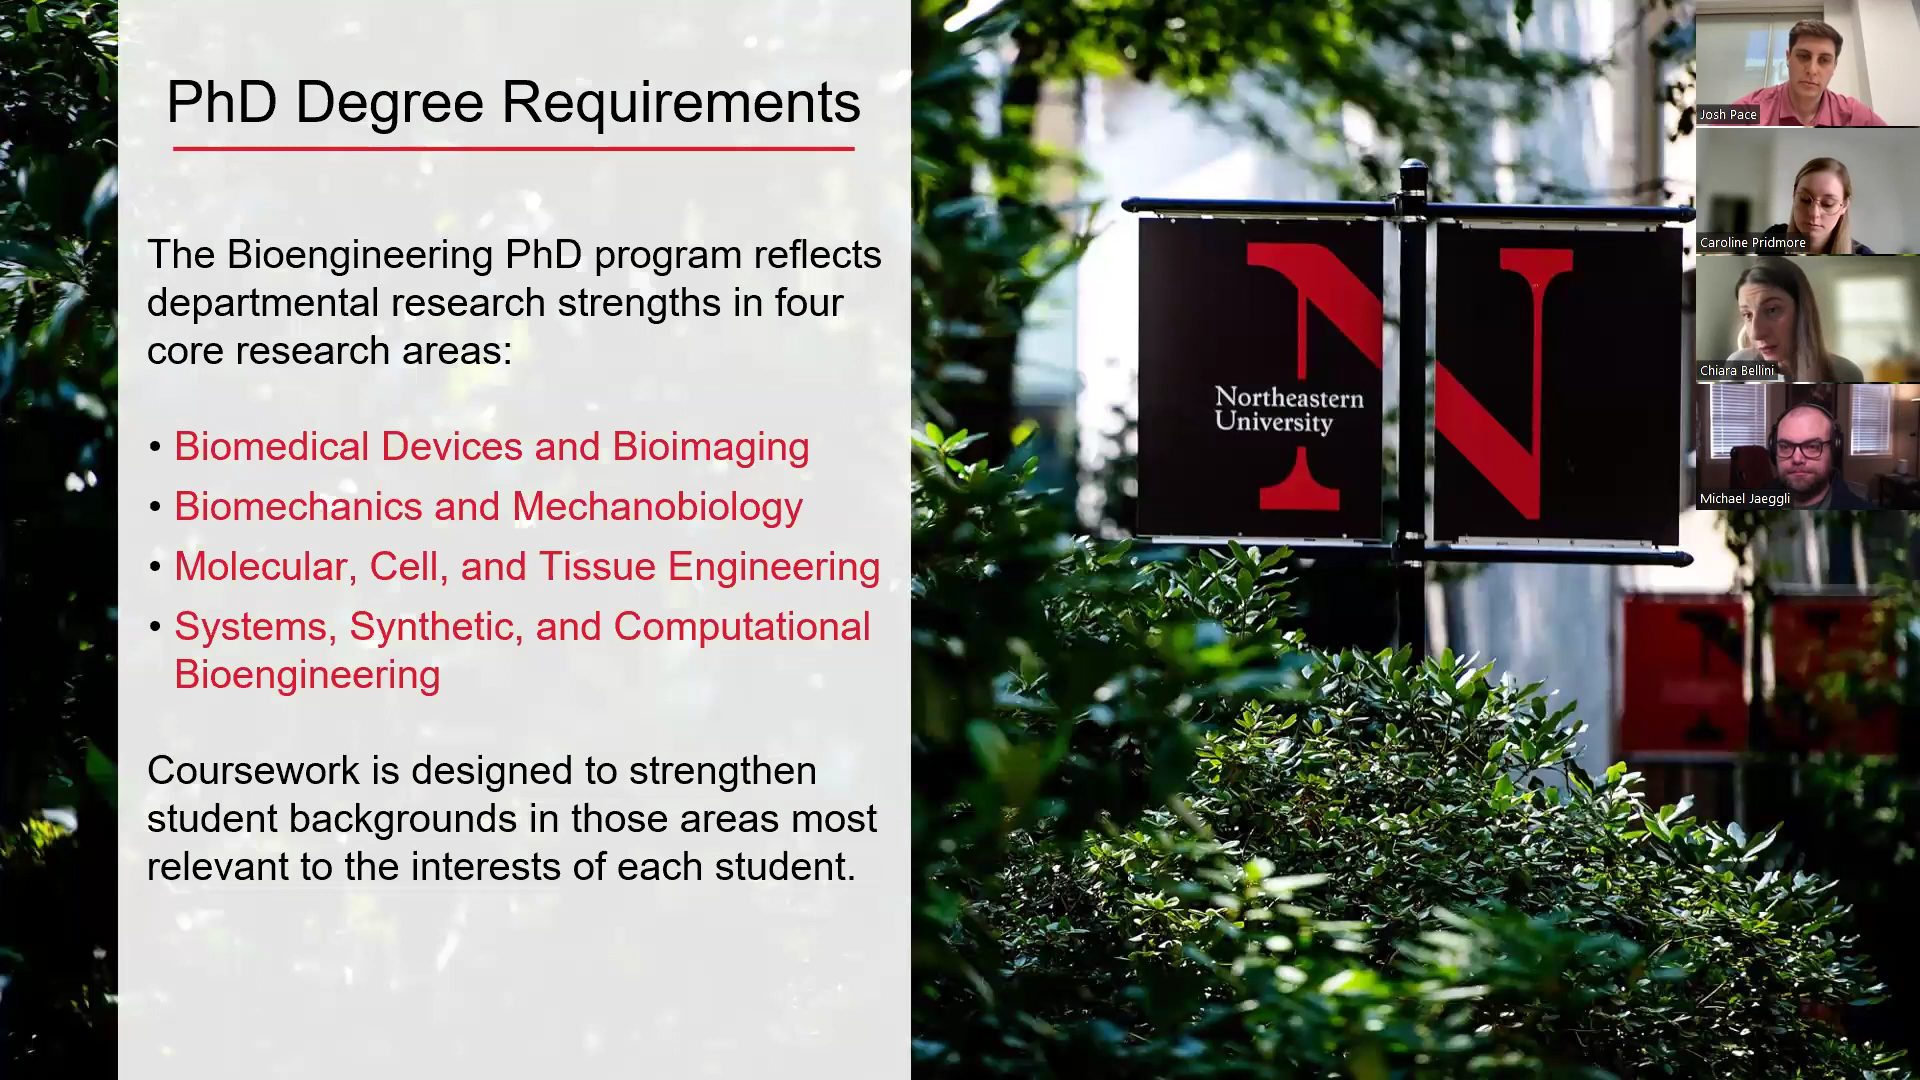 PhD Degree Requirements
The Bioengineering PhD program reflects
departmental research strengths in four
core research areas:
• Biomedical Devices and Bioimaging
• Biomechanics and Mechanobiology
• Molecular, Cell, and Tissue Engineering
• Systems, Synthetic, and Computational
Bioengineering
Coursework is designed to strengthen
student backgrounds in those areas most
relevant to the interests of each student.
N
Northeastern
University
N
Josh Pace
Caroline Pridmore
Chiara Bellini
Michael Jaeggli